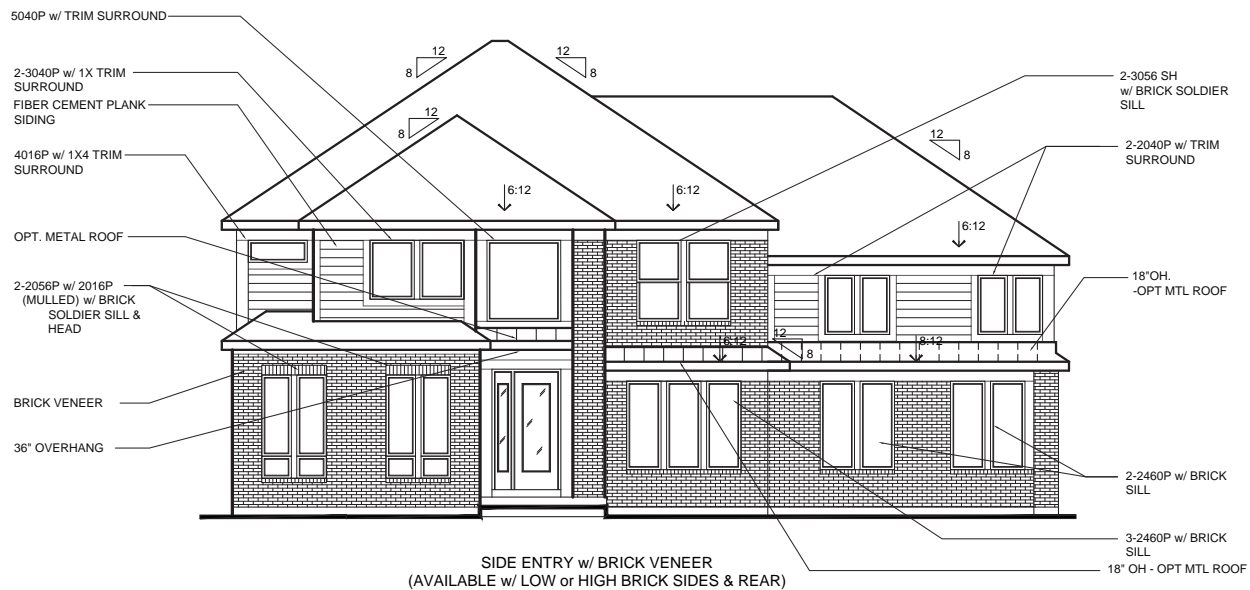 5040P w/ TRIM SURROUND
12
8
12
8
2-3040P w/ 1X TRIM
SURROUND
FIBER CEMENT PLANK
SIDING
4016P w/ 1X4 TRIM
SURROUND
12
8
2-3056 SH
w/ BRICK SOLDIER
SILL
12
8
2-2040P w/ TRIM
SURROUND
6:12
6:12
6:12
OPT. METAL ROOF
2-2056P w/ 2016P
(MULLED) w/ BRICK
SOLDIER SILL &
HEAD
18"OH.
-OPT MTL ROOF
12
8
6:12
8:12
BRICK VENEER
36" OVERHANG
2-2460P w/ BRICK
SILL
3-2460P w/ BRICK
SILL
18" OH - OPT MTL ROOF
SIDE ENTRY w/ BRICK VENEER
(AVAILABLE w/ LOW or HIGH BRICK SIDES & REAR)